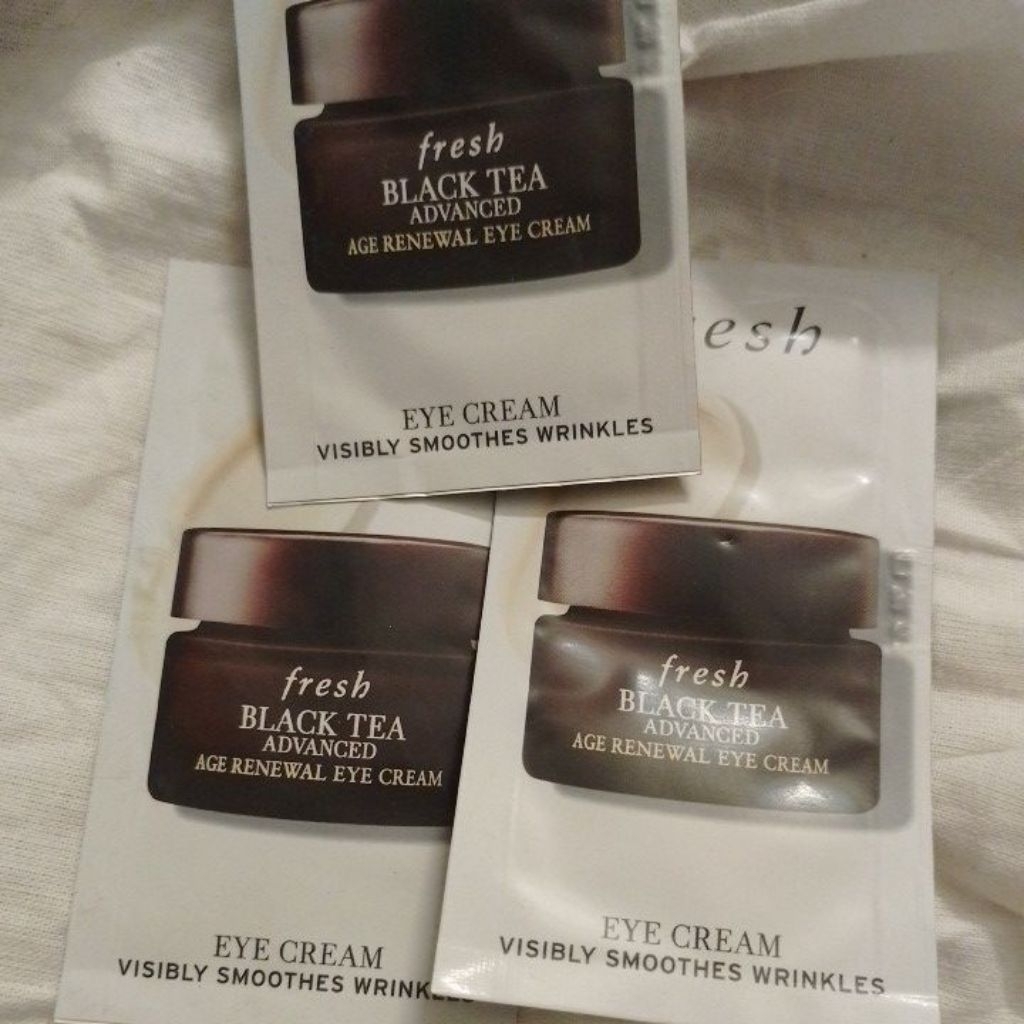 fresh
BLACK TEA
ADVANCED
AGE RENEWAL EYE CREAM
EYE CREAM
VISIBLY SMOOTHES WRINKLES
fresh
BLACK TEA
ADVANCED
AGE RENEWAL EYE CREAM
EYE CREAM
VISIBLY SMOOTHES WRINKLES
esh
fresh
BLACK TEA
ADVANCED
AGE RENEWAL EYE CREAM
EYE CREAM
VISIBLY SMOOTHES WRINKLES